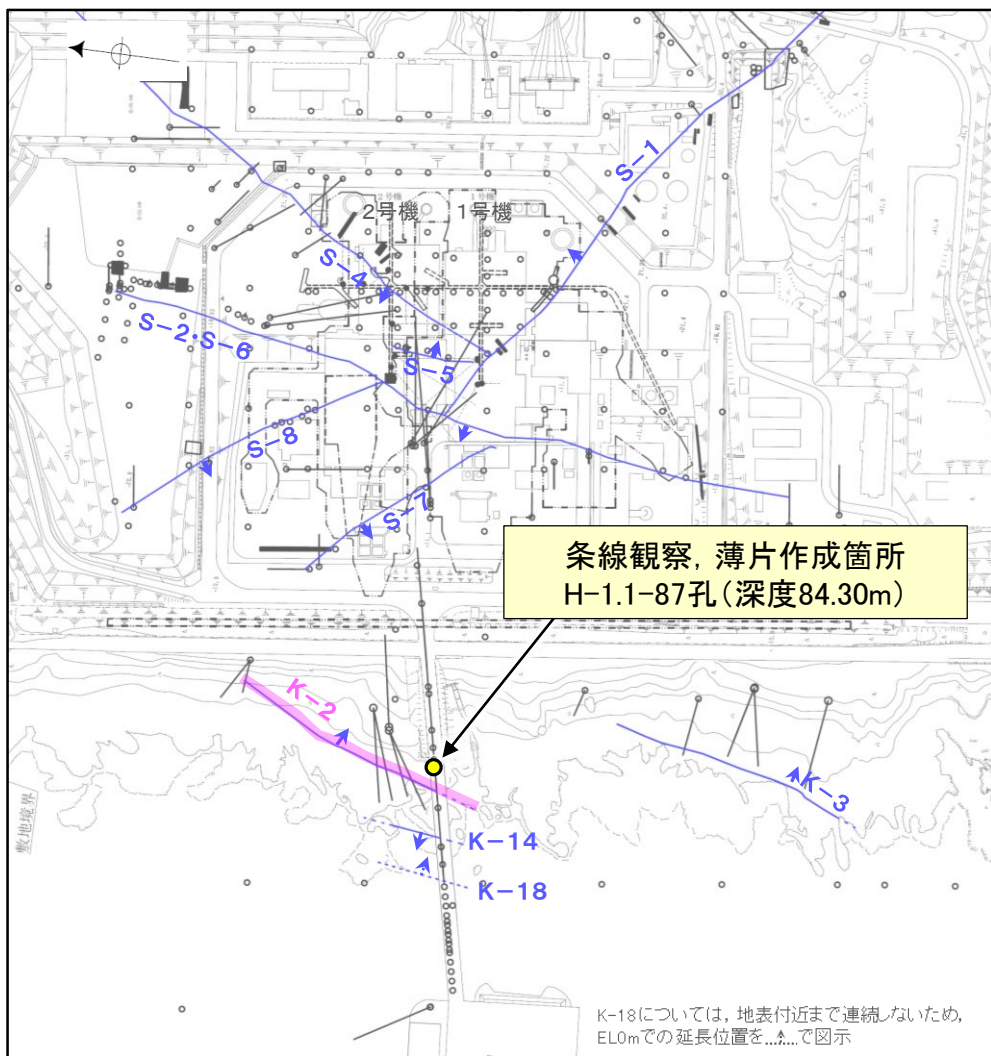 S-1
2号機
1号機
S-4
S-2・S-6
S-5
S-8
S-7
条線観察, 薄片作成箇所
H-1.1-87孔(深度84.30m)
K-2
K-3
敷地境界
K-14
K-18
K-18については, 地表付近まで連続しないため,
EL0mでの延長位置を で図示